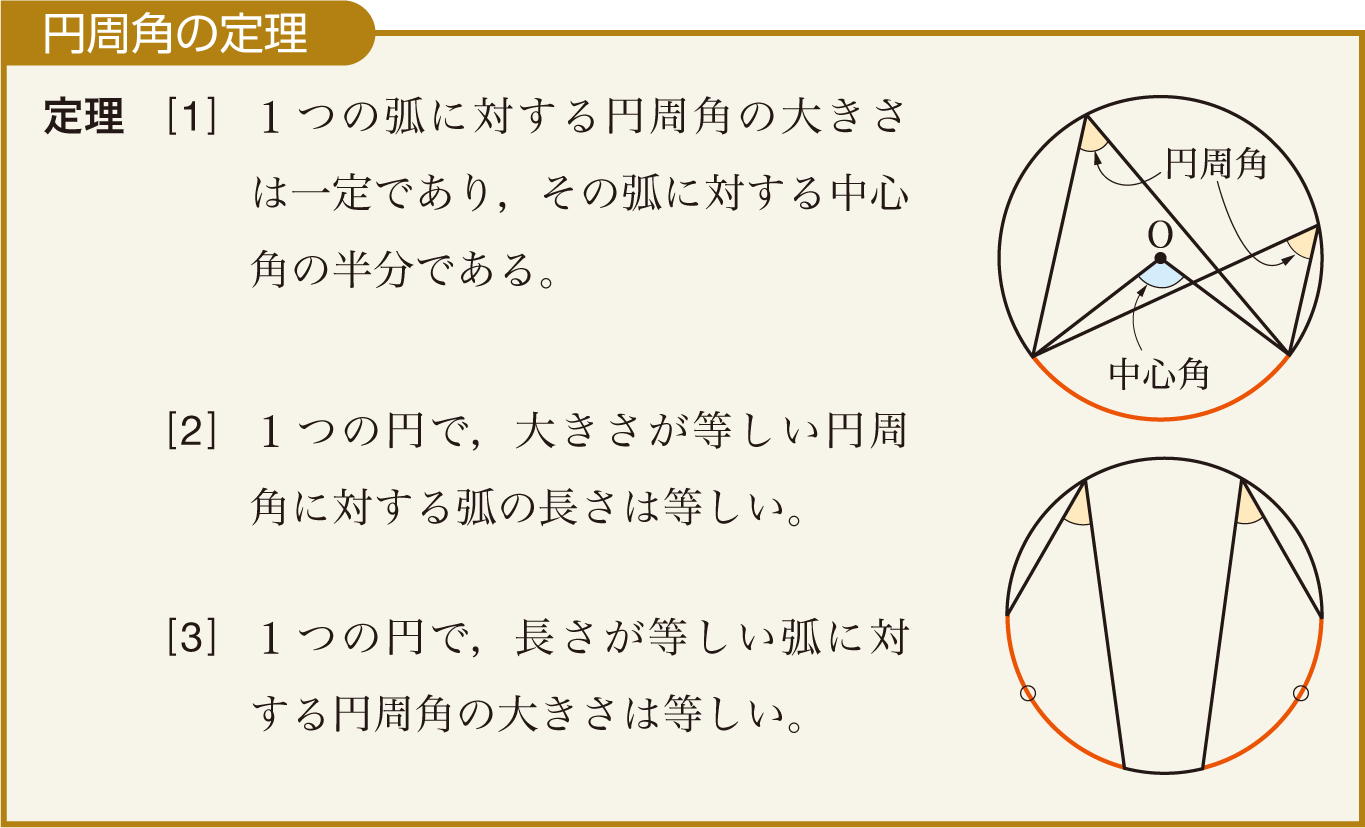 円周角の定理
定理 [1] 1つの弧に対する円周角の大きさ
は一定であり，その弧に対する中心
角の半分である。
円周角
O
中心角
[2] 1つの円で，大きさが等しい円周
角に対する弧の長さは等しい。
[3] 1つの円で，長さが等しい弧に対
する円周角の大きさは等しい。